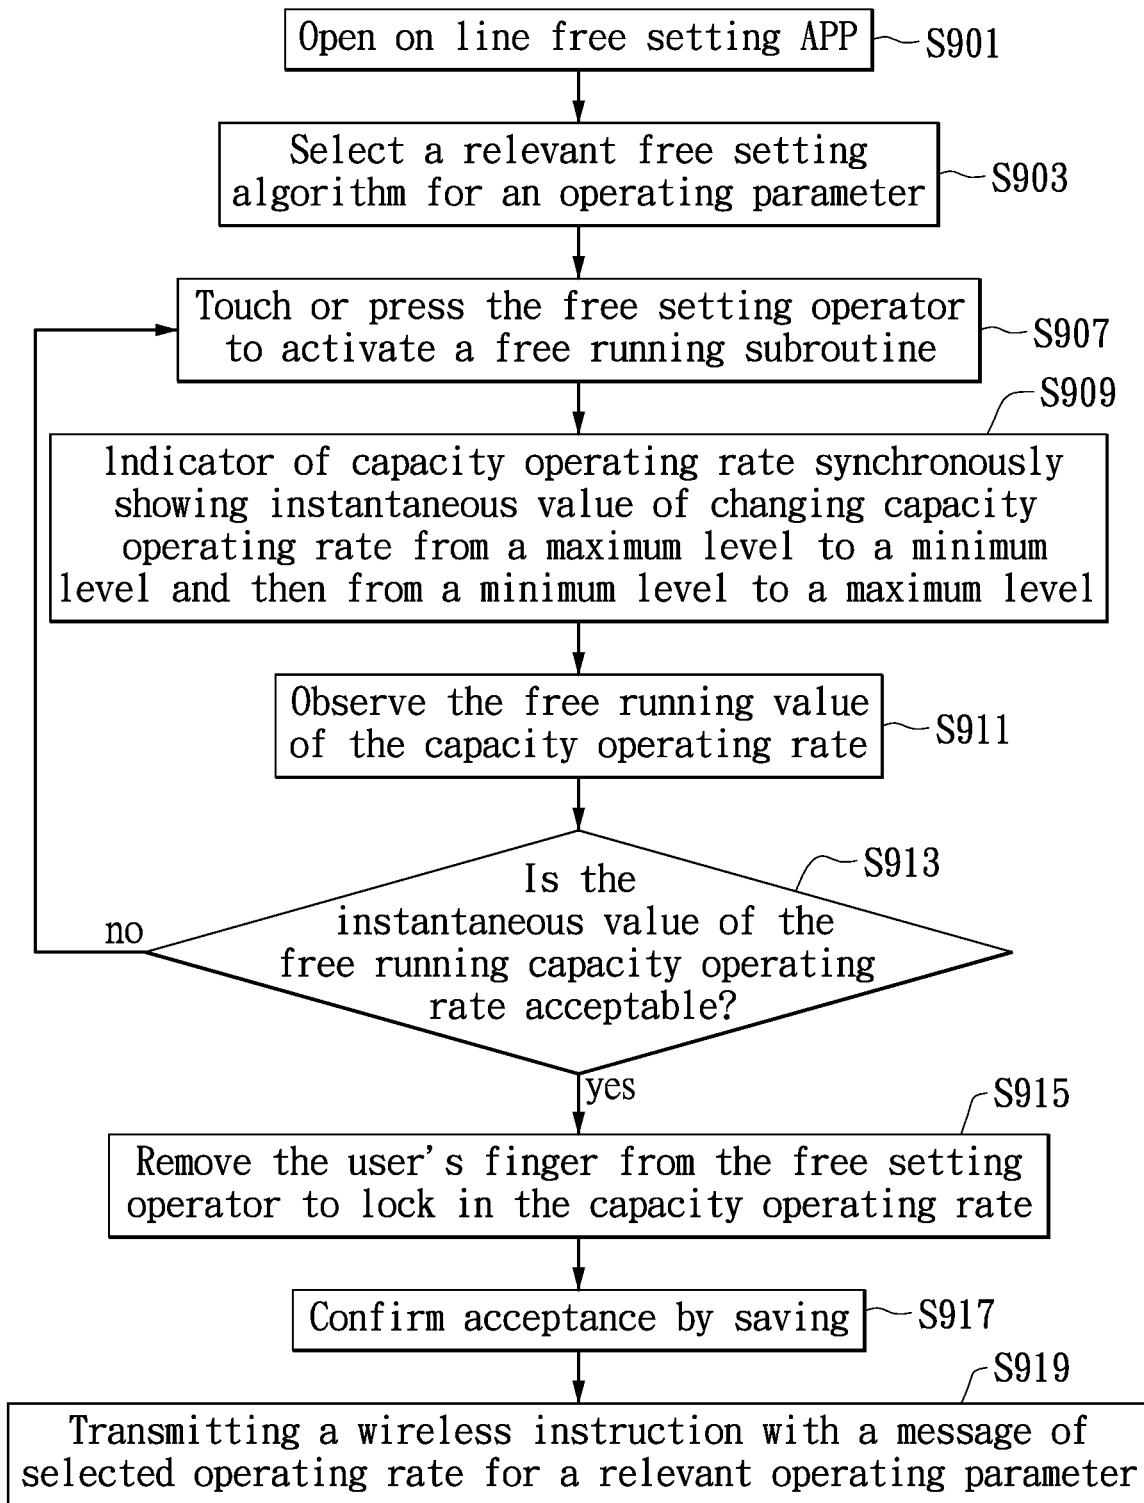 Open on line free setting APP
S901
Select a relevant free setting
algorithm for an operating parameter
S903
Touch or press the free setting operator
to activate a free running subroutine
S907
S909
lndicator of capacity operating rate synchronously
showing instantaneous value of changing capacity
operating rate from a maximum level to a minimum
level and then from a minimum level to a maximum level
Observe the free running value
of the capacity operating rate
S911
S913
Is the
instantaneous value of the
free running capacity operating
rate acceptable?
no
yes
S915
Remove the user's finger from the free setting
operator to lock in the capacity operating rate
Confirm acceptance by saving
S917
S919
Transmitting a wireless instruction with a message of
selected operating rate for a relevant operating parameter